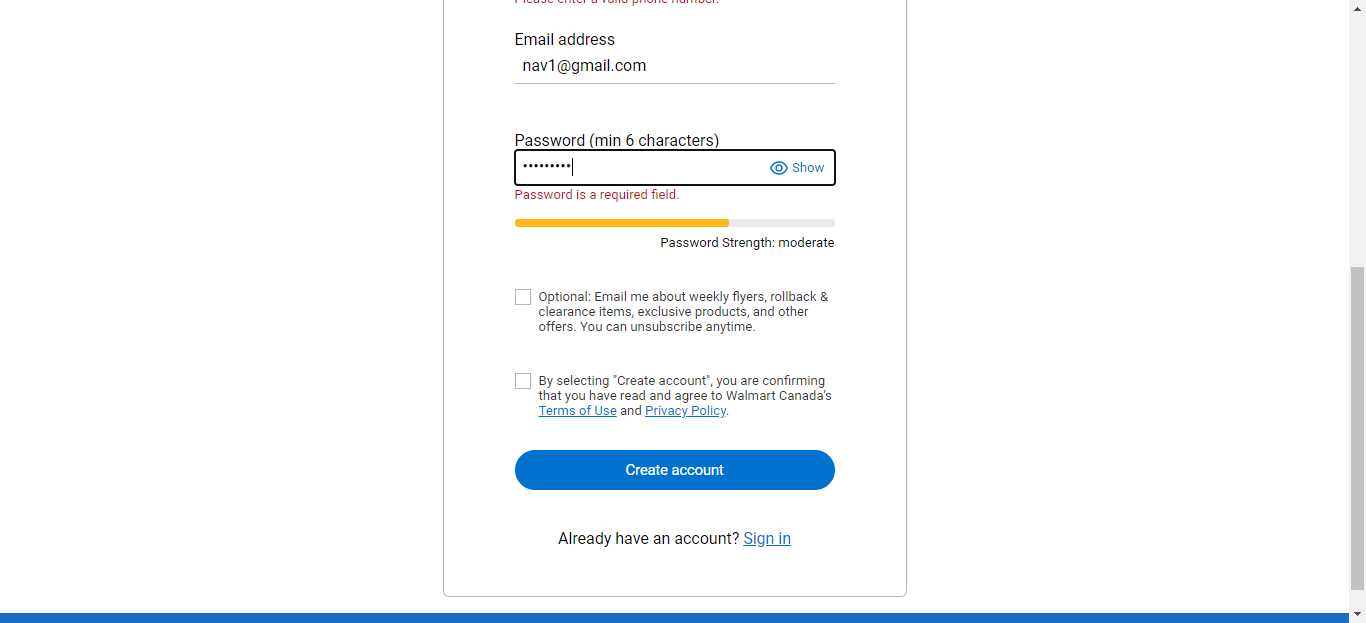 Please enter a valid phone number.
Email address
nav1@gmail.com
Password (min 6 characters)
•••••••••
Show
Password is a required field.
Password Strength: moderate
Optional: Email me about weekly flyers, rollback &
clearance items, exclusive products, and other
offers. You can unsubscribe anytime.
By selecting "Create account", you are confirming
that you have read and agree to Walmart Canada's
Terms of Use and Privacy Policy.
Create account
Already have an account? Sign in